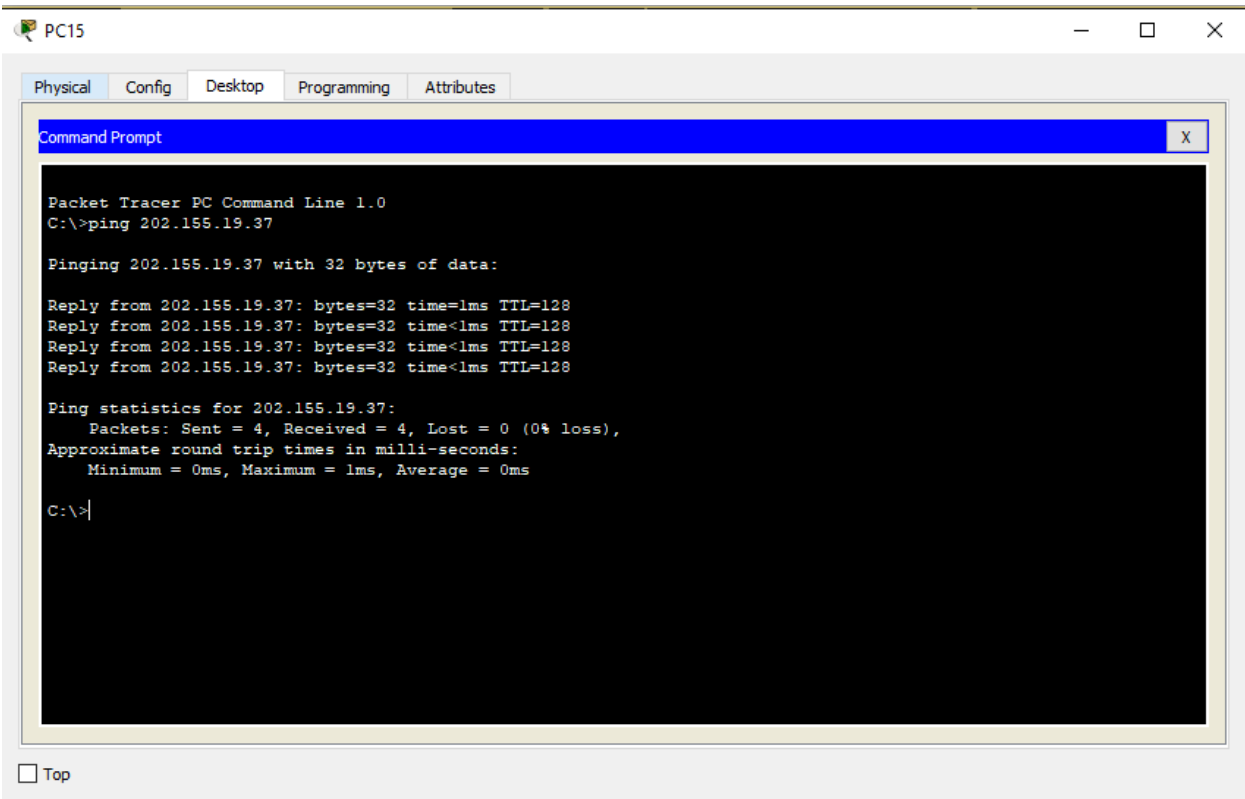 PC15
Physical Config Desktop Programming Attributes
Command Prompt X
Packet Tracer PC Command Line 1.0
C:\>ping 202.155.19.37
Pinging 202.155.19.37 with 32 bytes of data:
Reply from 202.155.19.37: bytes=32 time=1ms TTL=128
Reply from 202.155.19.37: bytes=32 time<1ms TTL=128
Reply from 202.155.19.37: bytes=32 time<1ms TTL=128
Reply from 202.155.19.37: bytes=32 time<1ms TTL=128
Ping statistics for 202.155.19.37:
Packets: Sent = 4, Received = 4, Lost = 0 (0% loss),
Approximate round trip times in milli-seconds:
Minimum = 0ms, Maximum = 1ms, Average = 0ms
C:\>
Top